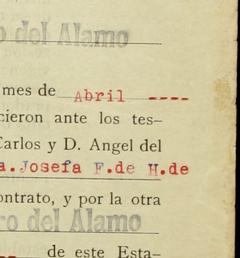 o del Alamo
mes de Abril ----
cieron ante los tes-
Carlos y D. Angel del
a.Josefa F.de H.de
ontrato, y por la otra
ro del Alamo
-- de este Esta-